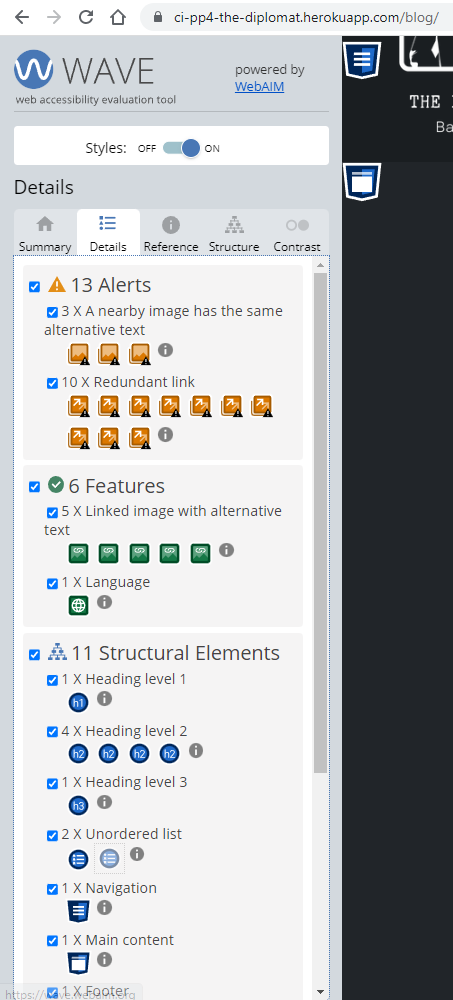 ci-pp4-the-diplomat.herokuapp.com/blog/
WAVE
web accessibility evaluation tool
powered by
WebAIM
Styles: OFF ON
Details
Summary Details Reference Structure Contrast
13 Alerts
3 X A nearby image has the same
alternative text
10 X Redundant link
6 Features
5 X Linked image with alternative
text
1 X Language
11 Structural Elements
1 X Heading level 1
h1
4 X Heading level 2
h2 h2 h2 h2
1 X Heading level 3
h3
2 X Unordered list
1 X Navigation
1 X Main content
1 X Footer
https://wave.webaim.org
THE
Ba